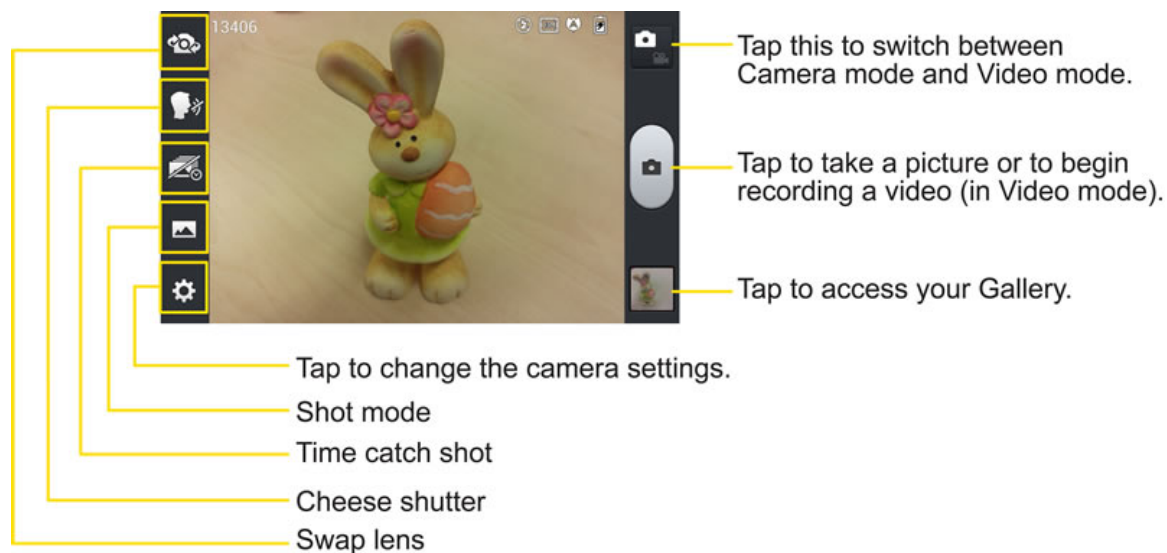 13406
Tap this to switch between
Camera mode and Video mode.
Tap to take a picture or to begin
recording a video (in Video mode).
Tap to access your Gallery.
Tap to change the camera settings.
Shot mode
Time catch shot
Cheese shutter
Swap lens